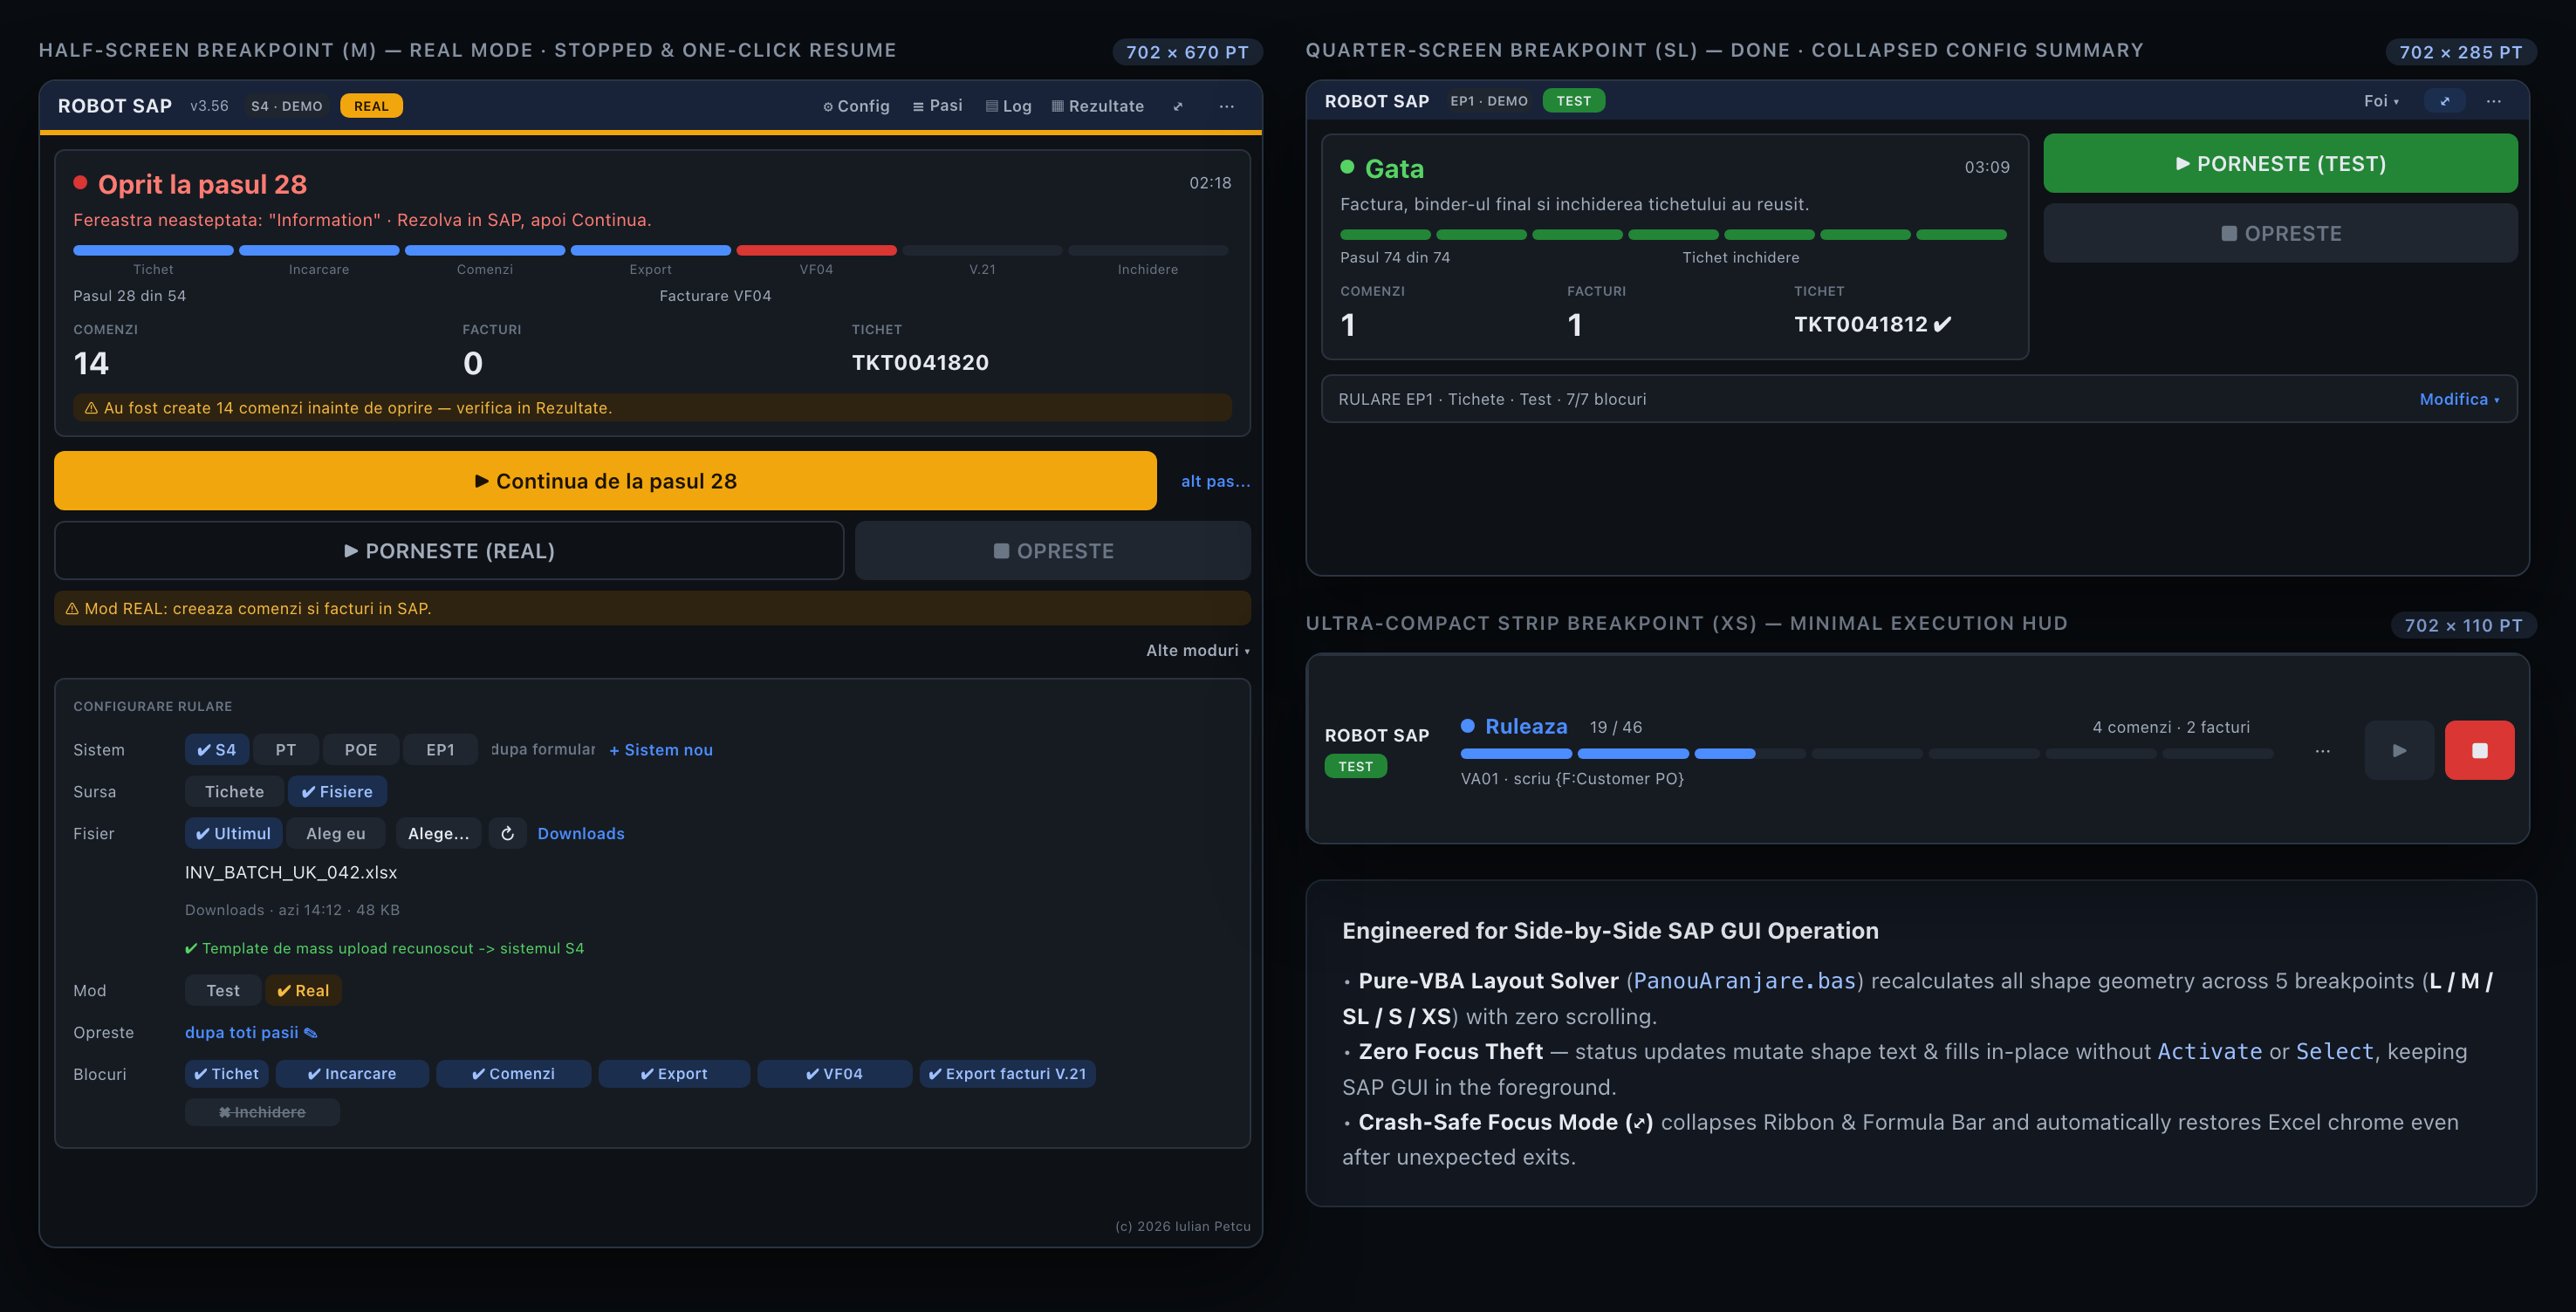 HALF-SCREEN BREAKPOINT (M) — REAL MODE · STOPPED & ONE-CLICK RESUME
702 × 670 PT
ROBOT SAP v3.56 S4 · DEMO REAL
⚙ Config ≡ Pasi ▤ Log ▦ Rezultate ⤢ ···
Oprit la pasul 28
02:18
Fereastra neasteptata: "Information" · Rezolva in SAP, apoi Continua.
Tichet Incarcare Comenzi Export VF04 V.21 Inchidere
Pasul 28 din 54 Facturare VF04
COMENZI FACTURI TICHET
14 0 TKT0041820
⚠ Au fost create 14 comenzi inainte de oprire — verifica in Rezultate.
▶ Continua de la pasul 28
alt pas...
▶ PORNESTE (REAL)
■ OPRESTE
⚠ Mod REAL: creeaza comenzi si facturi in SAP.
Alte moduri ▾
CONFIGURARE RULARE
Sistem ✔ S4 PT POE EP1 dupa formular + Sistem nou
Sursa Tichete ✔ Fisiere
Fisier ✔ Ultimul Aleg eu Alege... ↻ Downloads
INV_BATCH_UK_042.xlsx
Downloads · azi 14:12 · 48 KB
✔ Template de mass upload recunoscut -> sistemul S4
Mod Test ✔ Real
Opreste dupa toti pasii ✎
Blocuri ✔ Tichet ✔ Incarcare ✔ Comenzi ✔ Export ✔ VF04 ✔ Export facturi V.21
✖ Inchidere
(c) 2026 Iulian Petcu
QUARTER-SCREEN BREAKPOINT (SL) — DONE · COLLAPSED CONFIG SUMMARY
702 × 285 PT
ROBOT SAP EP1 · DEMO TEST
Foi ▾ ⤢ ···
Gata
03:09
Factura, binder-ul final si inchiderea tichetului au reusit.
Pasul 74 din 74 Tichet inchidere
COMENZI FACTURI TICHET
1 1 TKT0041812 ✔
▶ PORNESTE (TEST)
■ OPRESTE
RULARE EP1 · Tichete · Test · 7/7 blocuri
Modifica ▾
ULTRA-COMPACT STRIP BREAKPOINT (XS) — MINIMAL EXECUTION HUD
702 × 110 PT
ROBOT SAP
TEST
Ruleaza 19 / 46
4 comenzi · 2 facturi
VA01 · scriu {F:Customer PO}
···
Engineered for Side-by-Side SAP GUI Operation
· Pure-VBA Layout Solver (PanouAranjare.bas) recalculates all shape geometry across 5 breakpoints (L / M /
SL / S / XS) with zero scrolling.
· Zero Focus Theft — status updates mutate shape text & fills in-place without Activate or Select, keeping
SAP GUI in the foreground.
· Crash-Safe Focus Mode (⤢) collapses Ribbon & Formula Bar and automatically restores Excel chrome even
after unexpected exits.